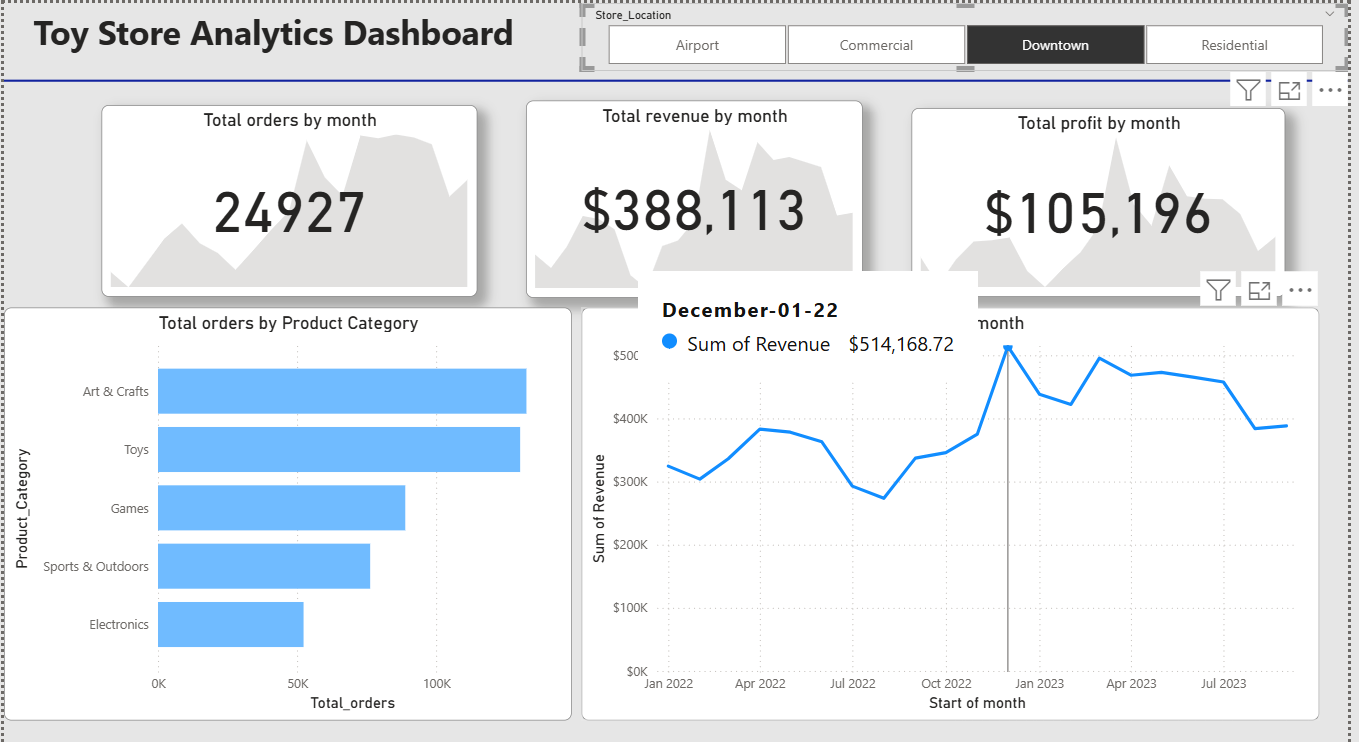 Toy Store Analytics Dashboard
Store_Location
Airport
Commercial
Downtown
Residential
Total orders by month
24927
Total revenue by month
$388,113
Total profit by month
$105,196
Total orders by Product Category
Product_Category
Art & Crafts
Toys
Games
Sports & Outdoors
Electronics
0K
50K
100K
Total_orders
month
December-01-22
Sum of Revenue $514,168.72
Sum of Revenue
$400K
$300K
$200K
$100K
$0K
Jan 2022
Apr 2022
Jul 2022
Oct 2022
Jan 2023
Apr 2023
Jul 2023
Start of month